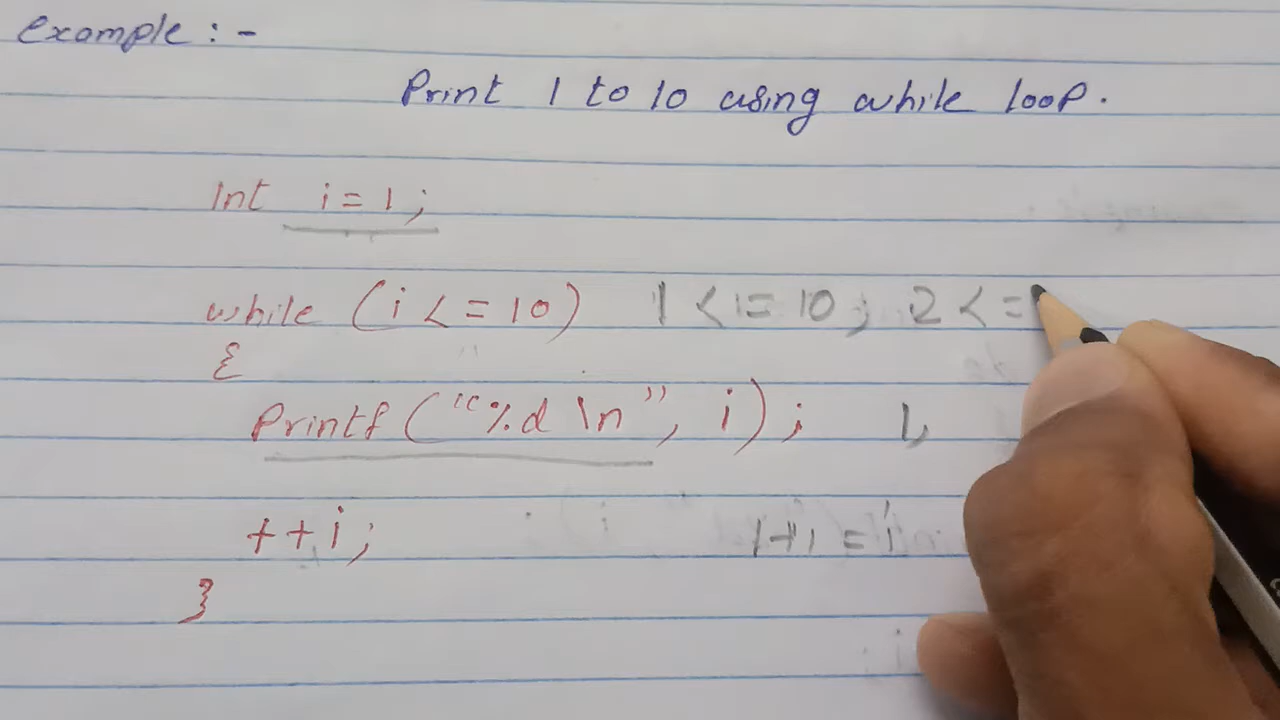 Example : -
Print 1 to 10 using while loop.
int i = 1 ;
while ( i < = 10 ) 1 < 1= 10 ; 2 < =
{
Printf ( "%d \n", i ) ; 1,
++i ; 1+1 = i
}